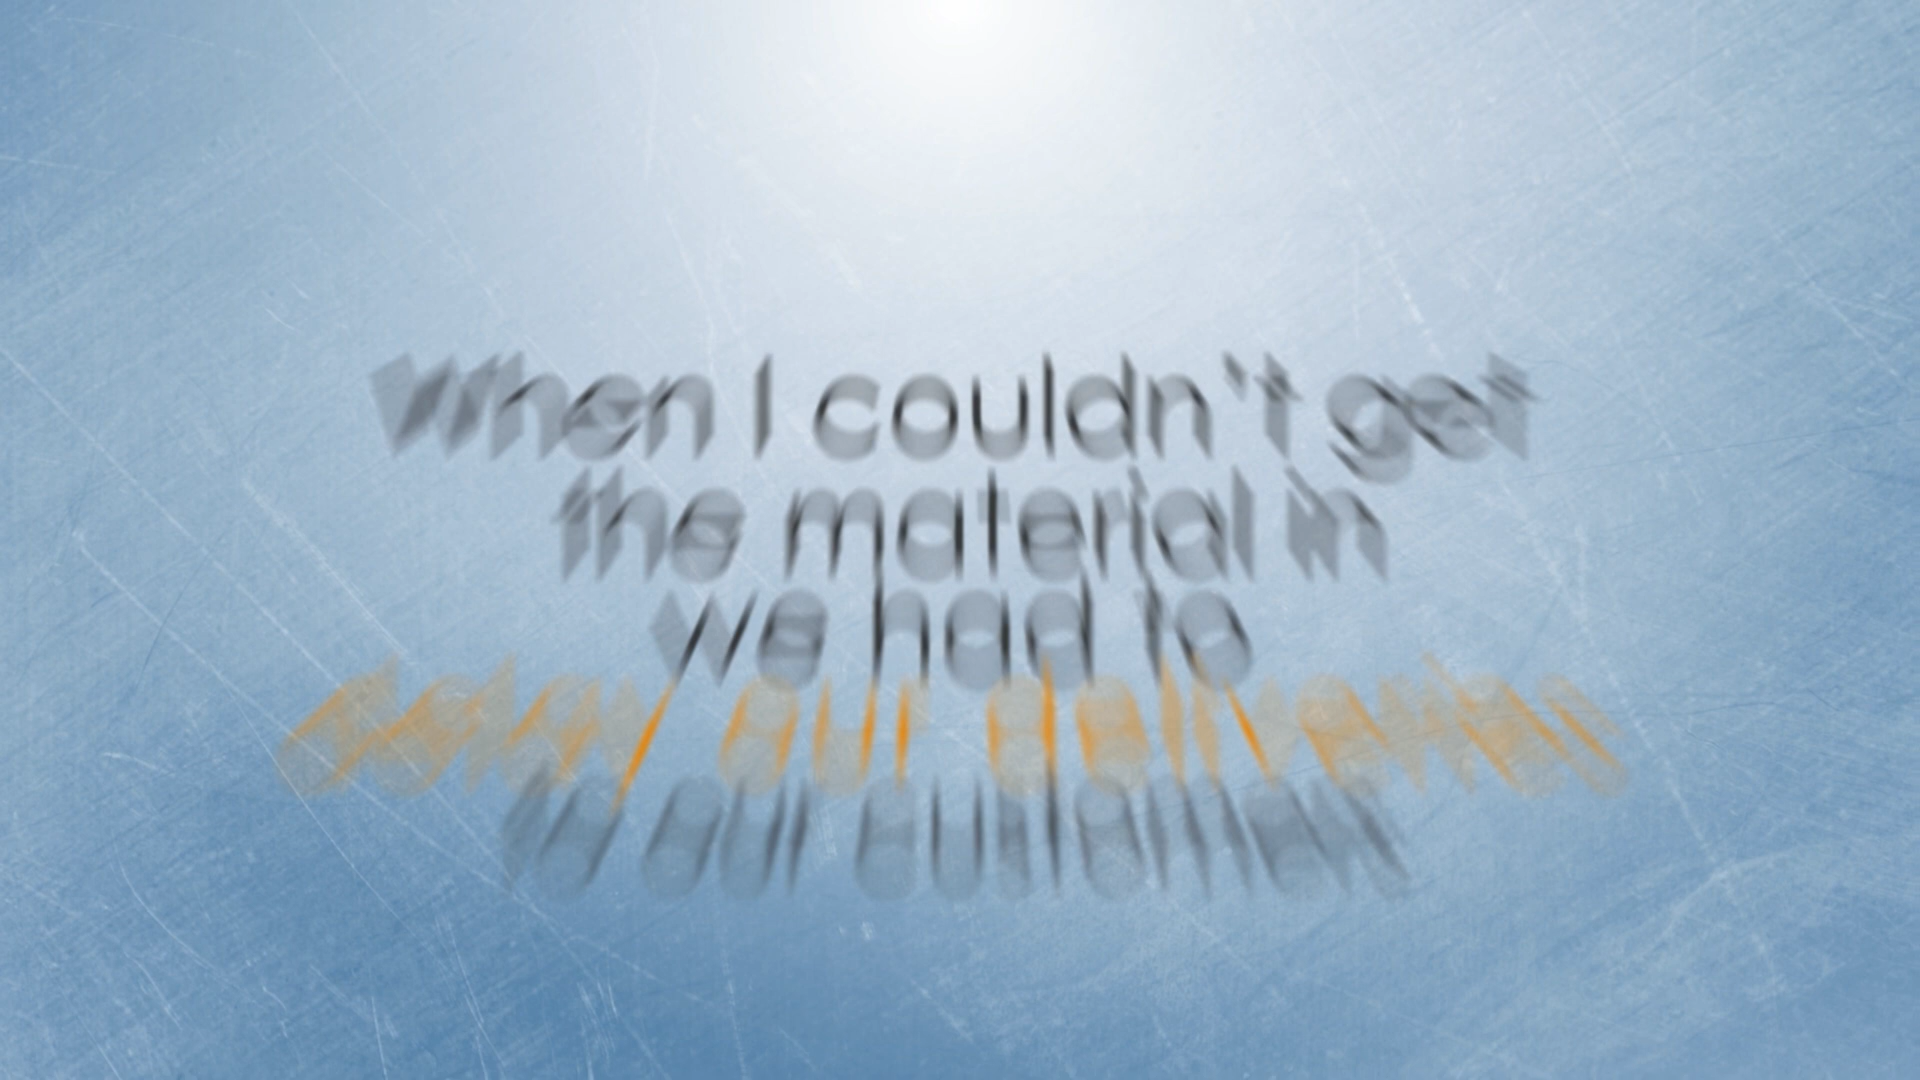 When I couldn't get
the material in
we had to
delay our deliveries
to our customers